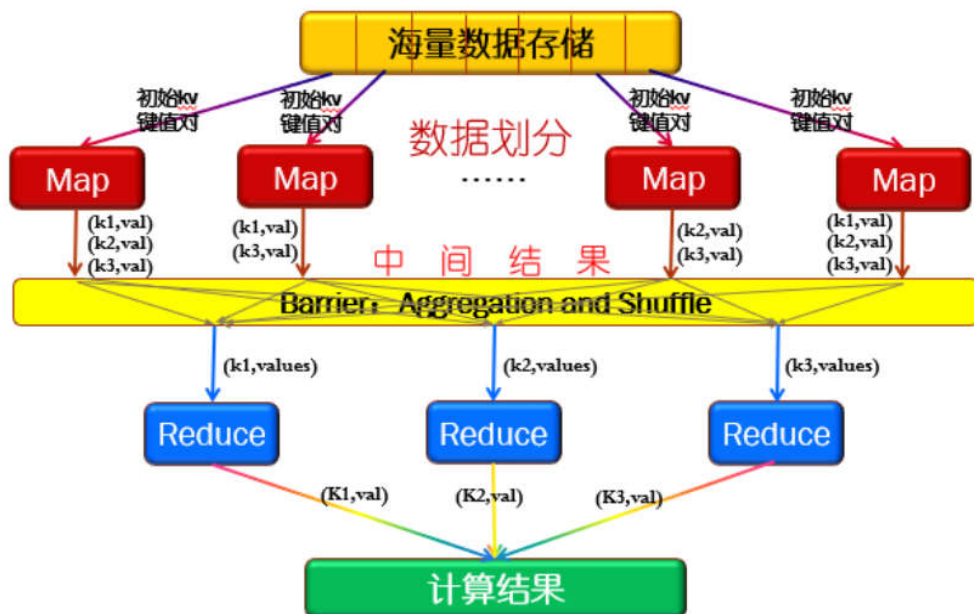 海量数据存储
初始kv
键值对
初始kv
键值对
初始kv
键值对
初始kv
键值对
数据划分
......
Map
Map
Map
Map
(k1,val)
(k2,val)
(k3,val)
(k1,val)
(k3,val)
(k2,val)
(k3,val)
(k1,val)
(k2,val)
(k3,val)
中间结果
Barrier：Aggregation and Shuffle
(k1,values)
(k2,values)
(k3,values)
Reduce
Reduce
Reduce
(K1,val)
(K2,val)
(K3,val)
计算结果